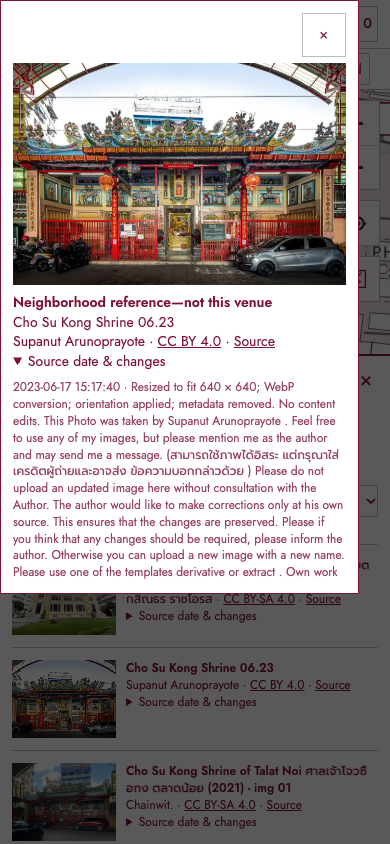 ×
0
Neighborhood reference—not this venue
Cho Su Kong Shrine 06.23
Supanut Arunoprayote · CC BY 4.0 · Source
▼ Source date & changes
2023-06-17 15:17:40 · Resized to fit 640 × 640; WebP
conversion; orientation applied; metadata removed. No content
edits. This Photo was taken by Supanut Arunoprayote . Feel free
to use any of my images, but please mention me as the author
and may send me a message. (สามารถใช้ภาพได้อิสระ แต่กรุณาใส่
เครดิตผู้ถ่ายและอาจส่ง ข้อความบอกกล่าวด้วย ) Please do not
upload an updated image here without consultation with the
Author. The author would like to make corrections only at his own
source. This ensures that the changes are preserved. Please if
you think that any changes should be required, please inform the
author. Otherwise you can upload a new image with a new name.
Please use one of the templates derivative or extract . Own work
PH
×
กสิณธร ราชโอรส · CC BY-SA 4.0 · Source
▶ Source date & changes
Cho Su Kong Shrine 06.23
Supanut Arunoprayote · CC BY 4.0 · Source
▶ Source date & changes
Cho Su Kong Shrine of Talat Noi ศาลเจ้าโจวซื
อกง ตลาดน้อย (2021) - img 01
Chainwit. · CC BY-SA 4.0 · Source
▶ Source date & changes